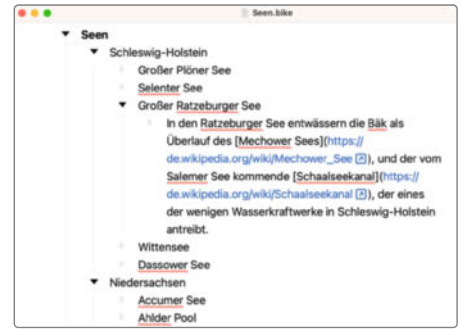 Seen.bike
Seen
Schleswig-Holstein
Großer Plöner See
Selenter See
Großer Ratzeburger See
In den Ratzeburger See entwässern die Bäk als
Überlauf des [Mechower Sees](https://
de.wikipedia.org/wiki/Mechower_See), und der vom
Salemer See kommende [Schaalseekanal](https://
de.wikipedia.org/wiki/Schaalseekanal), der eines
der wenigen Wasserkraftwerke in Schleswig-Holstein
antreibt.
Wittensee
Dassower See
Niedersachsen
Accumer See
Ahlder Pool